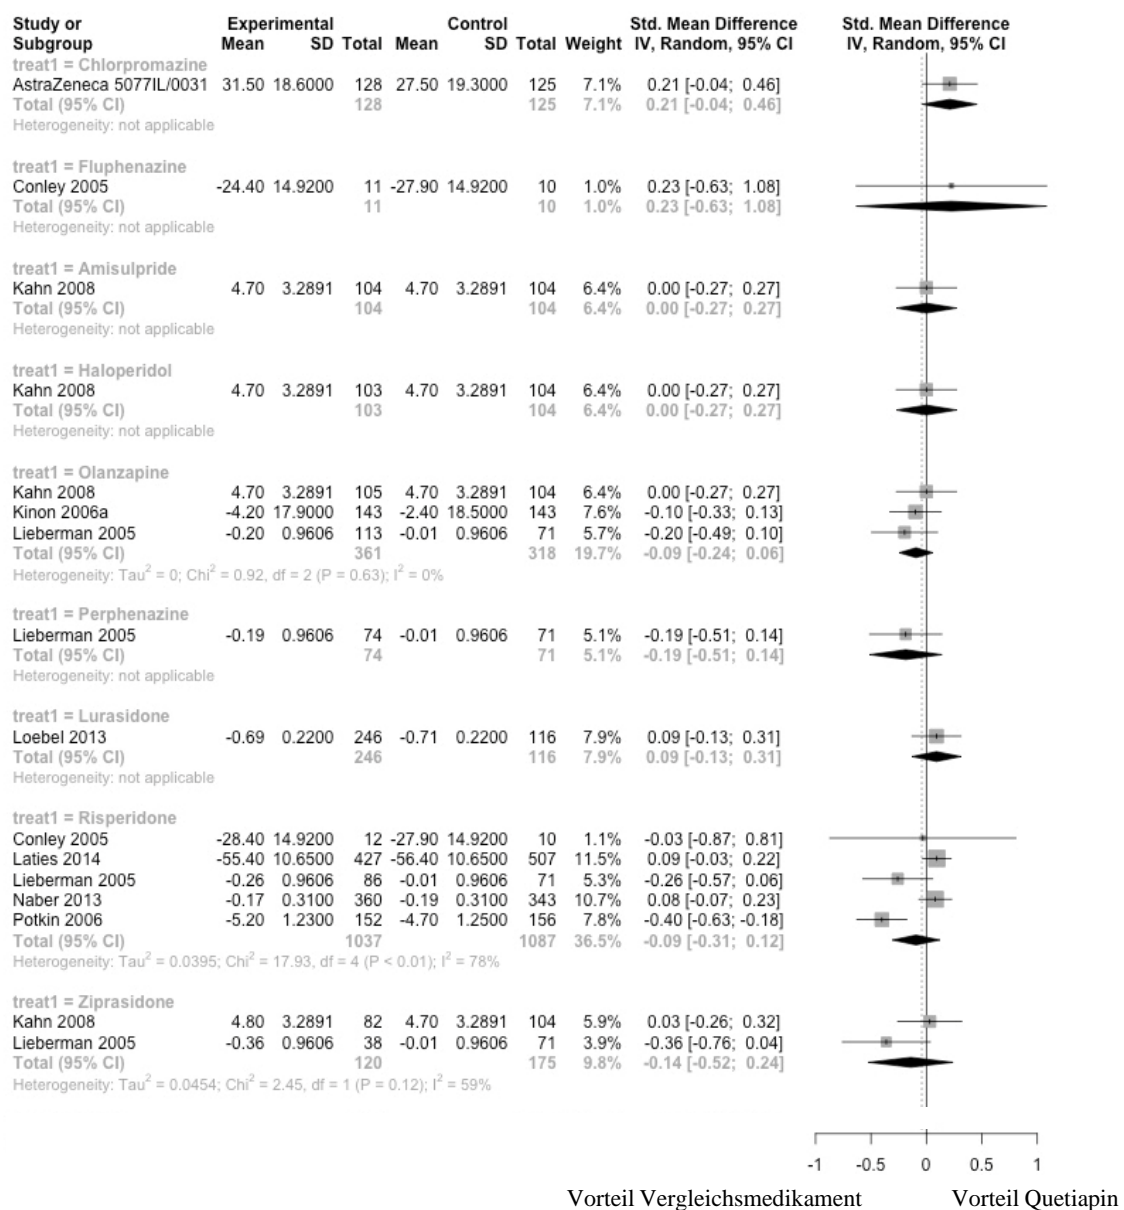 Study or Experimental Control Std. Mean Difference Std. Mean Difference
Subgroup Mean SD Total Mean SD Total Weight IV, Random, 95% CI IV, Random, 95% CI
treat1 = Chlorpromazine
AstraZeneca 5077IL/0031 31.50 18.6000 128 27.50 19.3000 125 7.1% 0.21 [-0.04; 0.46]
Total (95% CI) 128 125 7.1% 0.21 [-0.04; 0.46]
Heterogeneity: not applicable
treat1 = Fluphenazine
Conley 2005 -24.40 14.9200 11 -27.90 14.9200 10 1.0% 0.23 [-0.63; 1.08]
Total (95% CI) 11 10 1.0% 0.23 [-0.63; 1.08]
Heterogeneity: not applicable
treat1 = Amisulpride
Kahn 2008 4.70 3.2891 104 4.70 3.2891 104 6.4% 0.00 [-0.27; 0.27]
Total (95% CI) 104 104 6.4% 0.00 [-0.27; 0.27]
Heterogeneity: not applicable
treat1 = Haloperidol
Kahn 2008 4.70 3.2891 103 4.70 3.2891 104 6.4% 0.00 [-0.27; 0.27]
Total (95% CI) 103 104 6.4% 0.00 [-0.27; 0.27]
Heterogeneity: not applicable
treat1 = Olanzapine
Kahn 2008 4.70 3.2891 105 4.70 3.2891 104 6.4% 0.00 [-0.27; 0.27]
Kinon 2006a -4.20 17.9000 143 -2.40 18.5000 143 7.6% -0.10 [-0.33; 0.13]
Lieberman 2005 -0.20 0.9606 113 -0.01 0.9606 71 5.7% -0.20 [-0.49; 0.10]
Total (95% CI) 361 318 19.7% -0.09 [-0.24; 0.06]
Heterogeneity: Tau² = 0; Chi² = 0.92, df = 2 (P = 0.63); I² = 0%
treat1 = Perphenazine
Lieberman 2005 -0.19 0.9606 74 -0.01 0.9606 71 5.1% -0.19 [-0.51; 0.14]
Total (95% CI) 74 71 5.1% -0.19 [-0.51; 0.14]
Heterogeneity: not applicable
treat1 = Lurasidone
Loebel 2013 -0.69 0.2200 246 -0.71 0.2200 116 7.9% 0.09 [-0.13; 0.31]
Total (95% CI) 246 116 7.9% 0.09 [-0.13; 0.31]
Heterogeneity: not applicable
treat1 = Risperidone
Conley 2005 -28.40 14.9200 12 -27.90 14.9200 10 1.1% -0.03 [-0.87; 0.81]
Laties 2014 -55.40 10.6500 427 -56.40 10.6500 507 11.5% 0.09 [-0.03; 0.22]
Lieberman 2005 -0.26 0.9606 86 -0.01 0.9606 71 5.3% -0.26 [-0.57; 0.06]
Naber 2013 -0.17 0.3100 360 -0.19 0.3100 343 10.7% 0.08 [-0.07; 0.23]
Potkin 2006 -5.20 1.2300 152 -4.70 1.2500 156 7.8% -0.40 [-0.63; -0.18]
Total (95% CI) 1037 1087 36.5% -0.09 [-0.31; 0.12]
Heterogeneity: Tau² = 0.0395; Chi² = 17.93, df = 4 (P < 0.01); I² = 78%
treat1 = Ziprasidone
Kahn 2008 4.80 3.2891 82 4.70 3.2891 104 5.9% 0.03 [-0.26; 0.32]
Lieberman 2005 -0.36 0.9606 38 -0.01 0.9606 71 3.9% -0.36 [-0.76; 0.04]
Total (95% CI) 120 175 9.8% -0.14 [-0.52; 0.24]
Heterogeneity: Tau² = 0.0454; Chi² = 2.45, df = 1 (P = 0.12); I² = 59%
-1 -0.5 0 0.5 1
Vorteil Vergleichsmedikament Vorteil Quetiapin